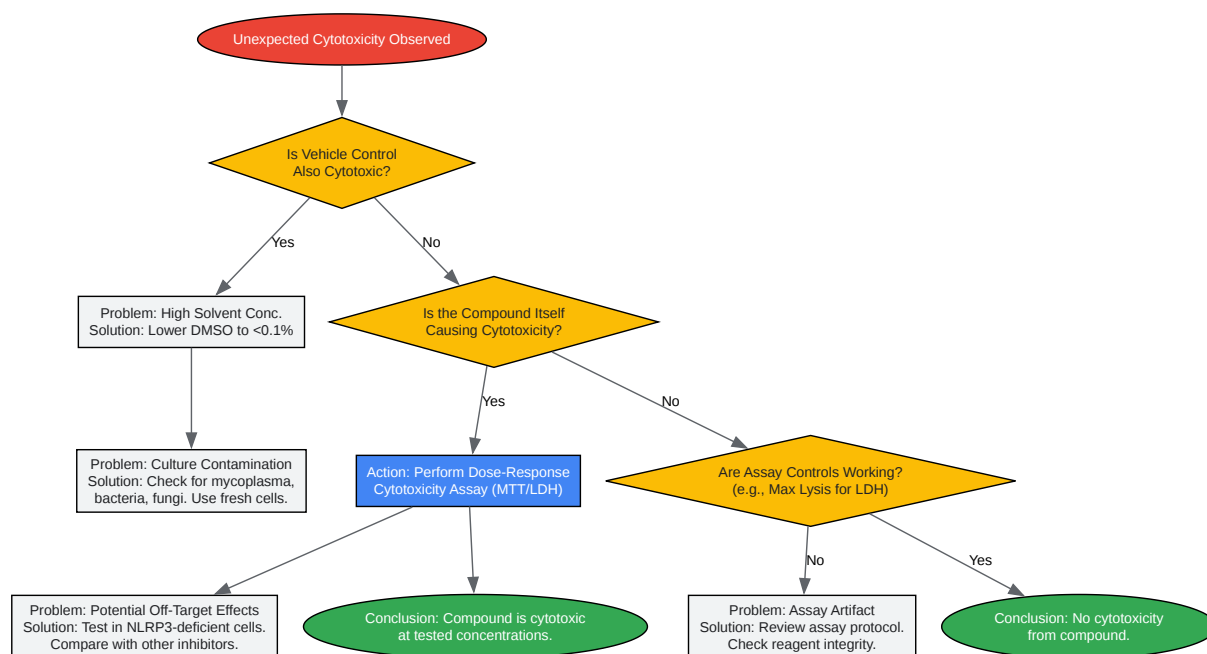 Unexpected Cytotoxicity Observed
Is Vehicle Control
Also Cytotoxic?
Yes
No
Problem: High Solvent Conc.
Solution: Lower DMSO to <0.1%
Is the Compound Itself
Causing Cytotoxicity?
Yes
No
Problem: Culture Contamination
Solution: Check for mycoplasma,
bacteria, fungi. Use fresh cells.
Action: Perform Dose-Response
Cytotoxicity Assay (MTT/LDH)
Are Assay Controls Working?
(e.g., Max Lysis for LDH)
No
Yes
Problem: Potential Off-Target Effects
Solution: Test in NLRP3-deficient cells.
Compare with other inhibitors.
Conclusion: Compound is cytotoxic
at tested concentrations.
Problem: Assay Artifact
Solution: Review assay protocol.
Check reagent integrity.
Conclusion: No cytotoxicity
from compound.